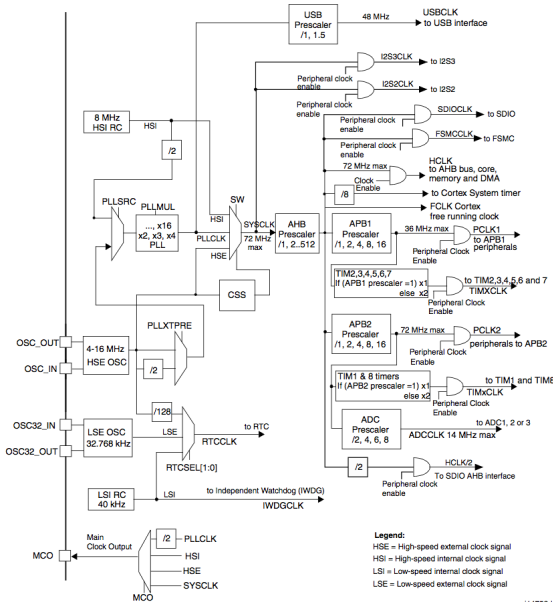 USB
Prescaler
/1, 1.5
48 MHz
USBCLK
to USB interface
I2S3CLK
to I2S3
Peripheral clock
enable
I2S2CLK
to I2S2
Peripheral clock
enable
SDIOCLK
to SDIO
Peripheral clock
enable
FSMCCLK
to FSMC
Peripheral clock
enable
8 MHz
HSI RC
HSI
/2
HCLK
72 MHz max
to AHB bus, core,
memory and DMA
Clock
Enable
/8
to Cortex System timer
FCLK Cortex
free running clock
PLLSRC
PLLMUL
..., x16
x2, x3, x4
PLL
SW
HSI
PLLCLK
HSE
SYSCLK
72 MHz
max
AHB
Prescaler
/1, 2..512
APB1
Prescaler
/1, 2, 4, 8, 16
36 MHz max
PCLK1
to APB1
peripherals
Peripheral Clock
Enable
TIM2,3,4,5,6,7
If (APB1 prescaler =1) x1
else x2
to TIM2,3,4,5,6 and 7
TIMXCLK
Peripheral Clock
Enable
CSS
PLLXTPRE
OSC_OUT
OSC_IN
4-16 MHz
HSE OSC
/2
APB2
Prescaler
/1, 2, 4, 8, 16
72 MHz max
PCLK2
peripherals to APB2
Peripheral Clock
Enable
TIM1 & 8 timers
If (APB2 prescaler =1) x1
else x2
to TIM1 and TIM8
TIMxCLK
Peripheral Clock
Enable
OSC32_IN
OSC32_OUT
LSE OSC
32.768 kHz
/128
LSE
to RTC
RTCCLK
RTCSEL[1:0]
ADC
Prescaler
/2, 4, 6, 8
to ADC1, 2 or 3
ADCCLK 14 MHz max
/2
HCLK/2
To SDIO AHB interface
Peripheral clock
enable
LSI RC
40 kHz
LSI
to Independent Watchdog (IWDG)
IWDGCLK
MCO
Main
Clock Output
/2
PLLCLK
HSI
HSE
SYSCLK
MCO
Legend:
HSE = High-speed external clock signal
HSI = High-speed internal clock signal
LSI = Low-speed internal clock signal
LSE = Low-speed external clock signal